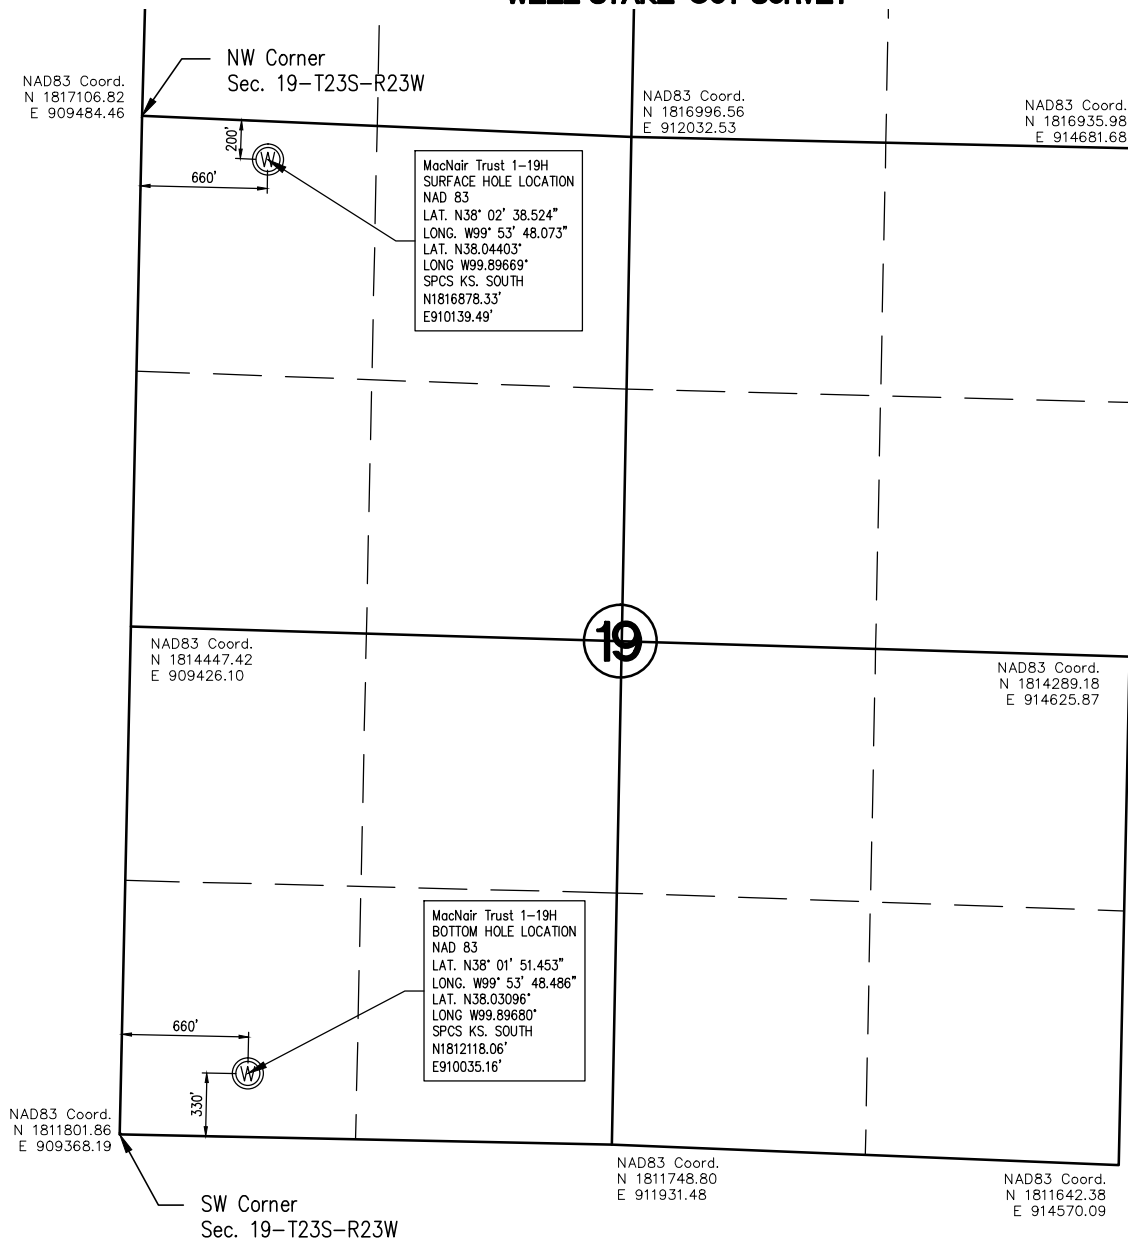 WELL STAKE-OUT SURVEY
NW Corner
Sec. 19-T23S-R23W
NAD83 Coord.
N 1817106.82
E 909484.46
NAD83 Coord.
N 1816996.56
E 912032.53
NAD83 Coord.
N 1816935.98
E 914681.68
200'
W
660'
MacNair Trust 1-19H
SURFACE HOLE LOCATION
NAD 83
LAT. N38° 02' 38.524"
LONG. W99° 53' 48.073"
LAT. N38.04403°
LONG W99.89669°
SPCS KS. SOUTH
N1816878.33'
E910139.49'
19
NAD83 Coord.
N 1814447.42
E 909426.10
NAD83 Coord.
N 1814289.18
E 914625.87
MacNair Trust 1-19H
BOTTOM HOLE LOCATION
NAD 83
LAT. N38° 01' 51.453"
LONG. W99° 53' 48.486"
LAT. N38.03096°
LONG W99.89680°
SPCS KS. SOUTH
N1812118.06'
E910035.16'
660'
W
330'
NAD83 Coord.
N 1811801.86
E 909368.19
NAD83 Coord.
N 1811748.80
E 911931.48
NAD83 Coord.
N 1811642.38
E 914570.09
SW Corner
Sec. 19-T23S-R23W